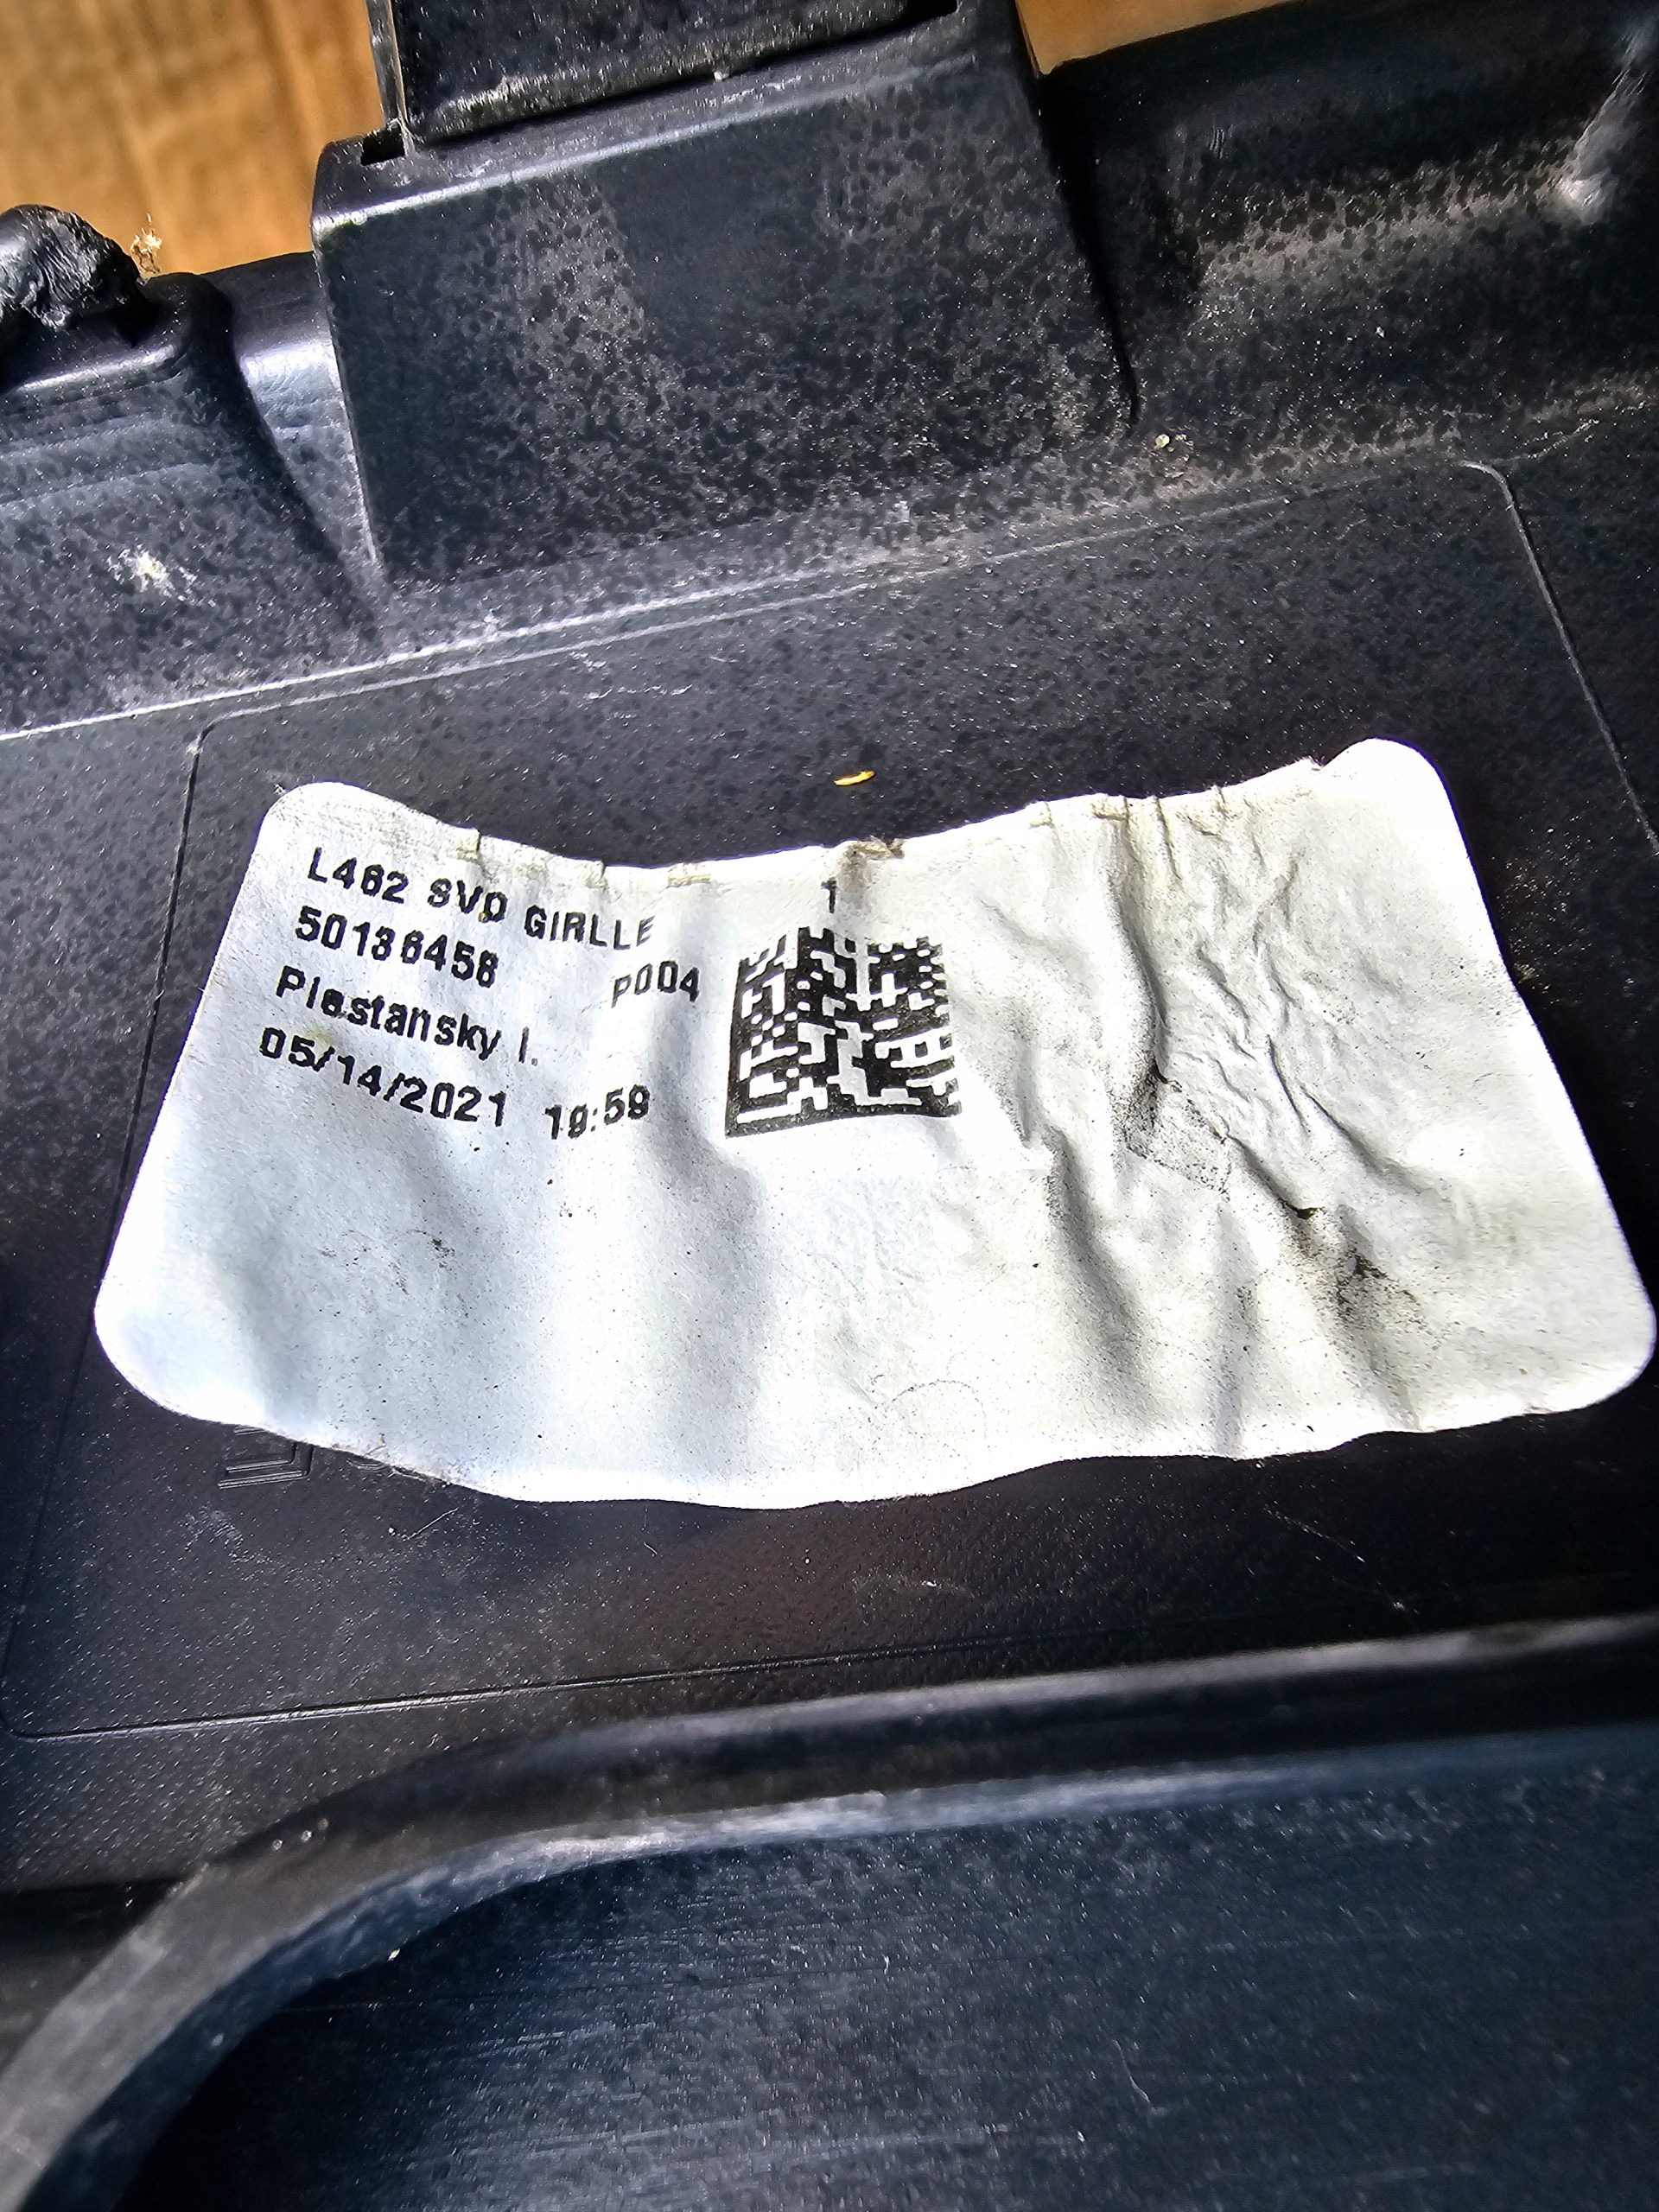 L462 SVO GIRLLE
1
50136456 P004
Piestansky I.
05/14/2021 19:59